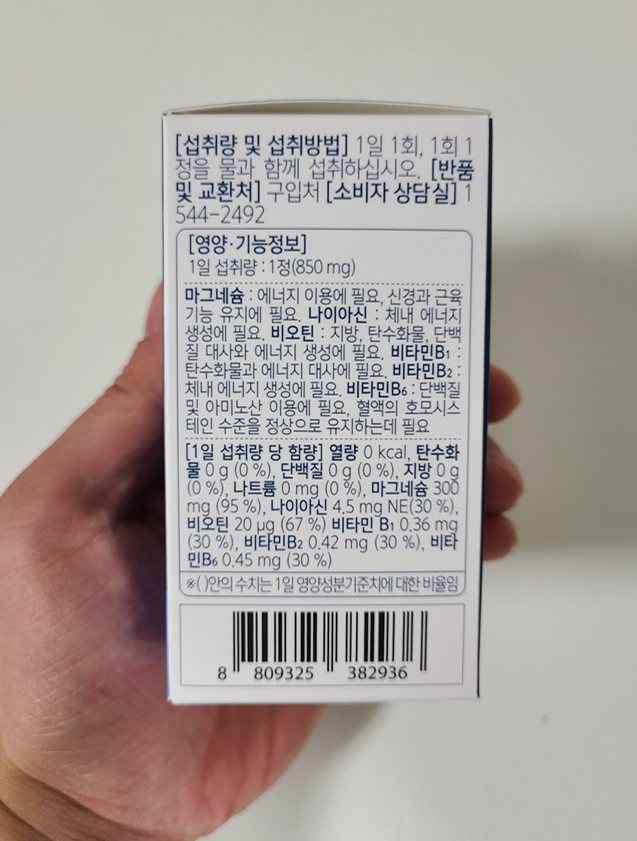 [섭취량 및 섭취방법] 1일 1회, 1회 1
정을 물과 함께 섭취하십시오. [반품
및 교환처] 구입처 [소비자 상담실] 1
544-2492
[영양·기능정보]
1일 섭취량 : 1정(850 mg)
마그네슘 : 에너지 이용에 필요, 신경과 근육
기능 유지에 필요. 나이아신 : 체내 에너지
생성에 필요. 비오틴 : 지방, 탄수화물, 단백
질 대사와 에너지 생성에 필요. 비타민B₁ :
탄수화물과 에너지 대사에 필요. 비타민B₂ :
체내 에너지 생성에 필요. 비타민B₆ : 단백질
및 아미노산 이용에 필요, 혈액의 호모시스
테인 수준을 정상으로 유지하는데 필요
[1일 섭취량 당 함량] 열량 0 kcal, 탄수화
물 0 g (0 %), 단백질 0 g (0 %), 지방 0 g
(0 %), 나트륨 0 mg (0 %), 마그네슘 300
mg (95 %), 나이아신 4.5 mg NE(30 %),
비오틴 20 µg (67 %) 비타민 B₁ 0.36 mg
(30 %), 비타민B₂ 0.42 mg (30 %), 비타
민B₆ 0.45 mg (30 %)
※( )안의 수치는 1일 영양성분기준치에 대한 비율임
8 809325 382936